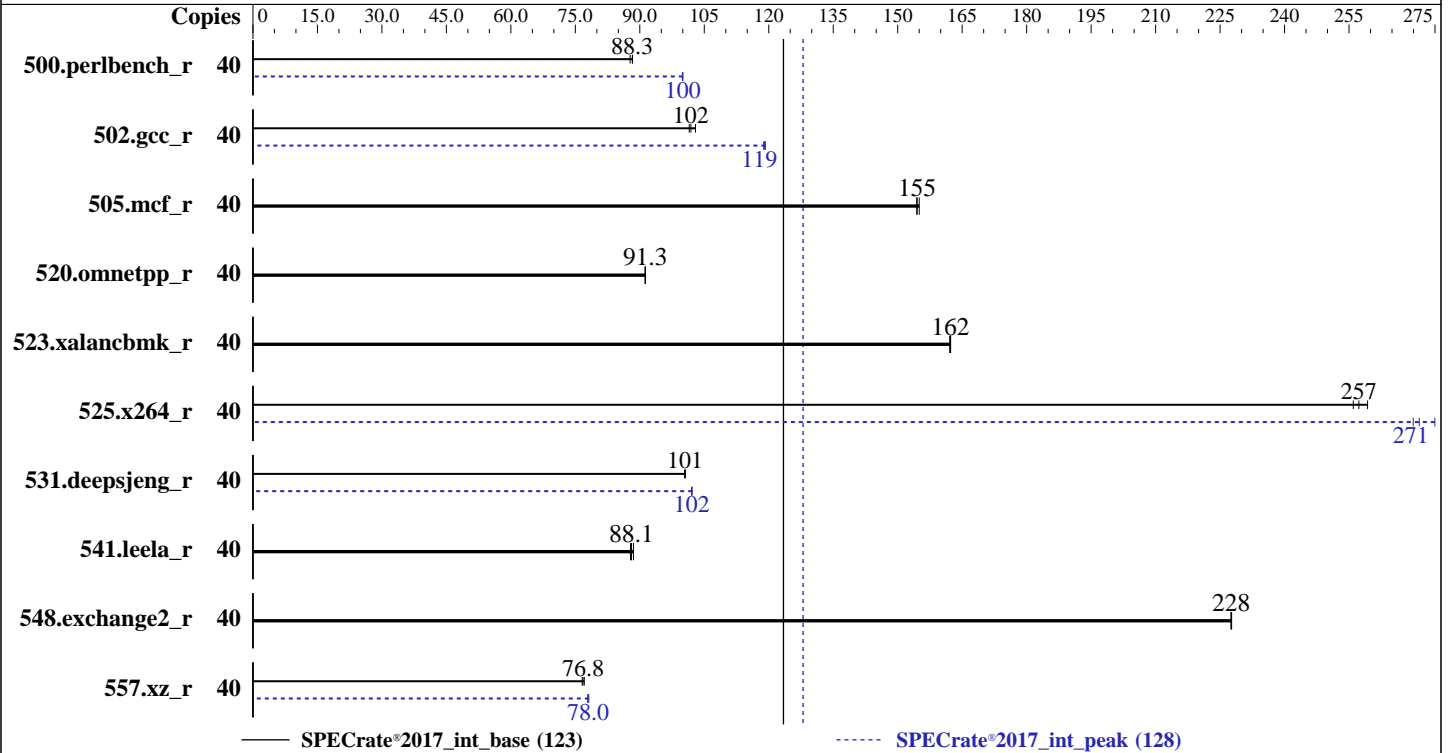 Copies 0 15.0 30.0 45.0 60.0 75.0 90.0 105 120 135 150 165 180 195 210 225 240 255 275
88.3
500.perlbench_r 40
100
102
502.gcc_r 40
119
155
505.mcf_r 40
91.3
520.omnetpp_r 40
162
523.xalancbmk_r 40
257
525.x264_r 40
271
101
531.deepsjeng_r 40
102
88.1
541.leela_r 40
228
548.exchange2_r 40
76.8
557.xz_r 40
78.0
SPECrate®2017_int_base (123) SPECrate®2017_int_peak (128)